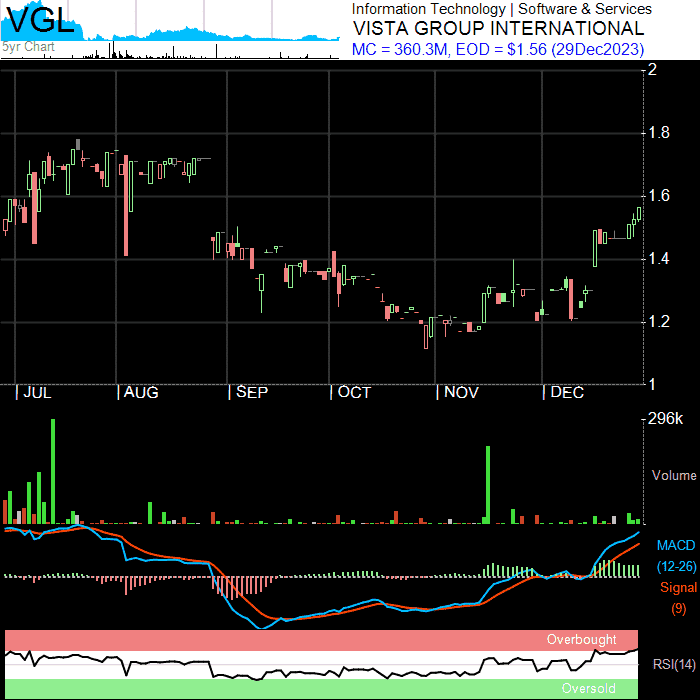 VGL
5yr Chart
Information Technology | Software & Services
VISTA GROUP INTERNATIONAL
MC = 360.3M, EOD = $1.56 (29Dec2023)
2
1.8
1.6
1.4
1.2
1
JUL AUG SEP OCT NOV DEC
296k
Volume
MACD
(12-26)
Signal
(9)
Overbought
RSI(14)
Oversold